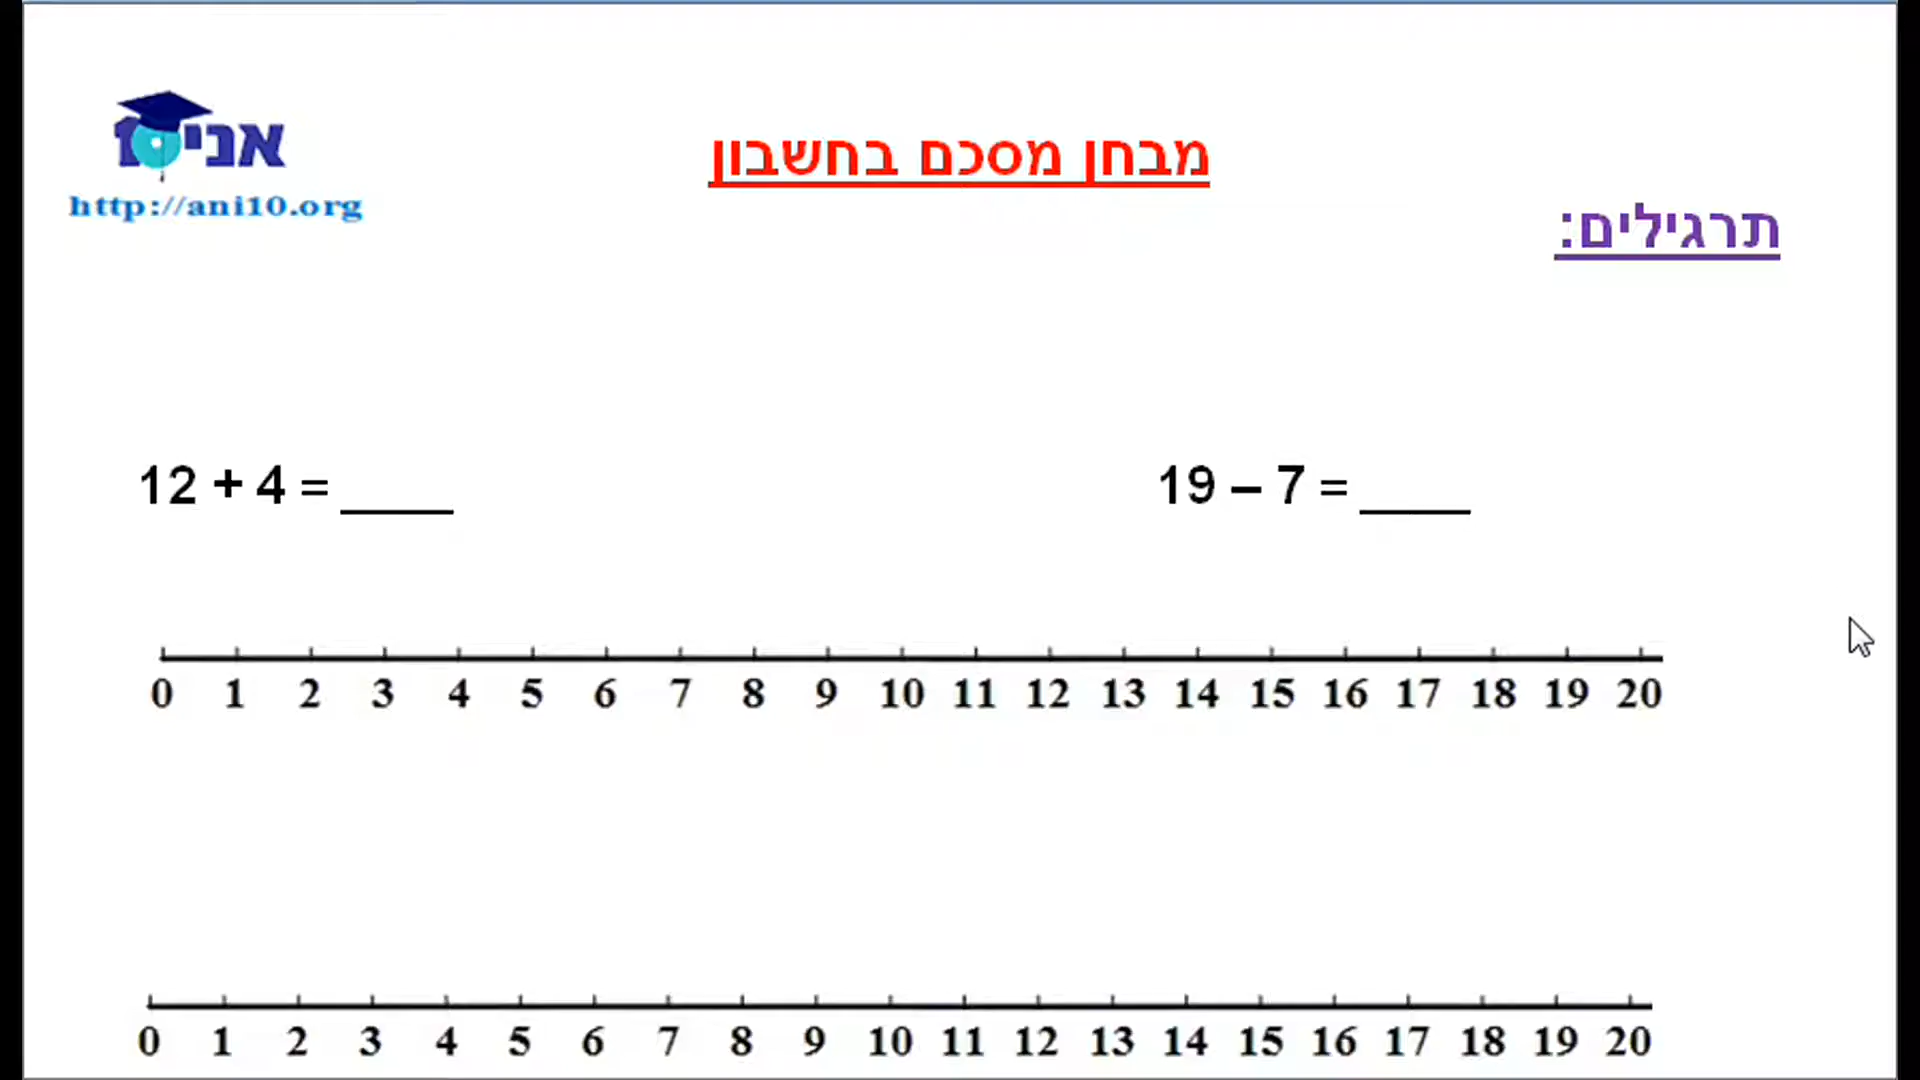 אני10
http://ani10.org
מבחן מסכם בחשבון
תרגילים:
12 + 4 = ____
19 – 7 = ____
0 1 2 3 4 5 6 7 8 9 10 11 12 13 14 15 16 17 18 19 20
0 1 2 3 4 5 6 7 8 9 10 11 12 13 14 15 16 17 18 19 20